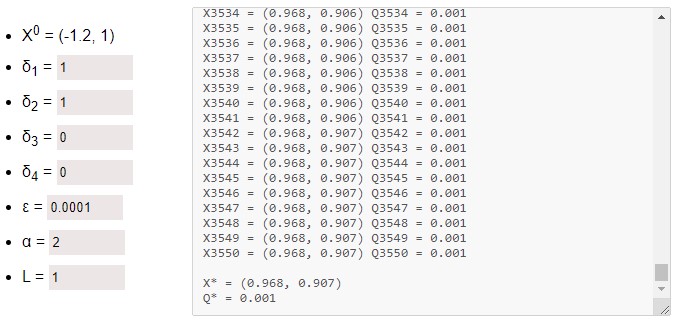 X⁰ = (-1.2, 1)
δ₁ = 1
δ₂ = 1
δ₃ = 0
δ₄ = 0
ε = 0.0001
α = 2
L = 1
X3534 = (0.968, 0.906) Q3534 = 0.001
X3535 = (0.968, 0.906) Q3535 = 0.001
X3536 = (0.968, 0.906) Q3536 = 0.001
X3537 = (0.968, 0.906) Q3537 = 0.001
X3538 = (0.968, 0.906) Q3538 = 0.001
X3539 = (0.968, 0.906) Q3539 = 0.001
X3540 = (0.968, 0.906) Q3540 = 0.001
X3541 = (0.968, 0.906) Q3541 = 0.001
X3542 = (0.968, 0.907) Q3542 = 0.001
X3543 = (0.968, 0.907) Q3543 = 0.001
X3544 = (0.968, 0.907) Q3544 = 0.001
X3545 = (0.968, 0.907) Q3545 = 0.001
X3546 = (0.968, 0.907) Q3546 = 0.001
X3547 = (0.968, 0.907) Q3547 = 0.001
X3548 = (0.968, 0.907) Q3548 = 0.001
X3549 = (0.968, 0.907) Q3549 = 0.001
X3550 = (0.968, 0.907) Q3550 = 0.001
X* = (0.968, 0.907)
Q* = 0.001